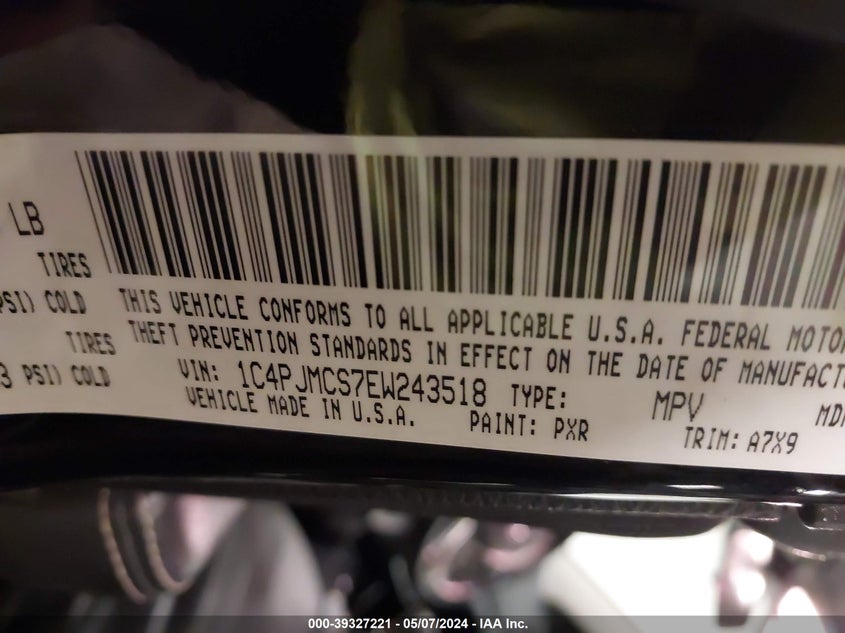 LB
TIRES
PSI) COLD
TIRES
3 PSI) COLD
THIS VEHICLE CONFORMS TO ALL APPLICABLE U.S.A. FEDERAL MOTOR
THEFT PREVENTION STANDARDS IN EFFECT ON THE DATE OF MANUFACT
VIN: 1C4PJMCS7EW243518 TYPE: MPV MD
VEHICLE MADE IN U.S.A. PAINT: PXR TRIM: A7X9
000-39327221 - 05/07/2024 - IAA Inc.